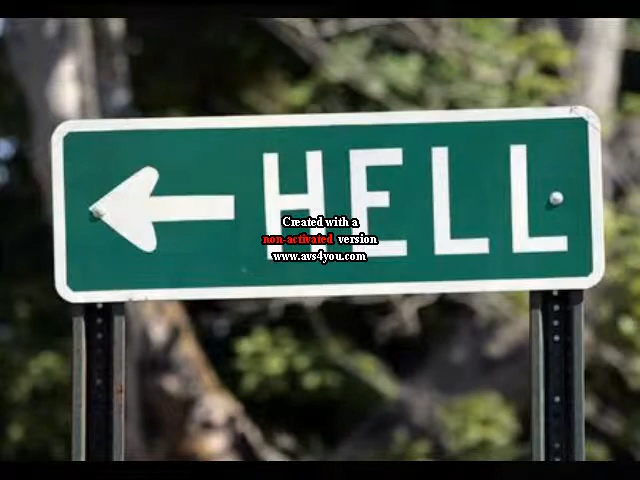 HELL
Created with a
non-activated version
www.avs4you.com